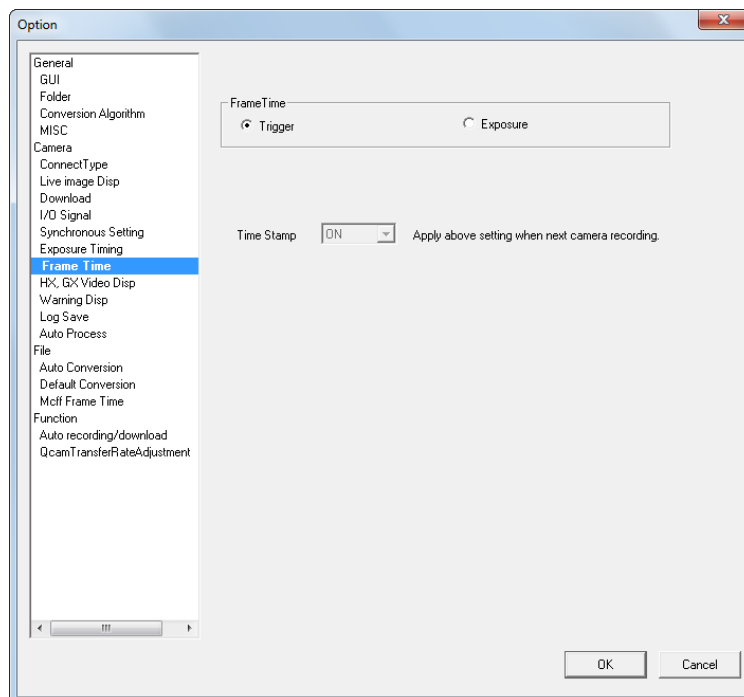 Option
General
GUI
Folder
Conversion Algorithm
MISC
Camera
ConnectType
Live image Disp
Download
I/O Signal
Synchronous Setting
Exposure Timing
Frame Time
HX, GX Video Disp
Warning Disp
Log Save
Auto Process
File
Auto Conversion
Default Conversion
Mcff Frame Time
Function
Auto recording/download
QcamTransferRateAdjustment
FrameTime
Trigger Exposure
Time Stamp ON Apply above setting when next camera recording.
OK Cancel